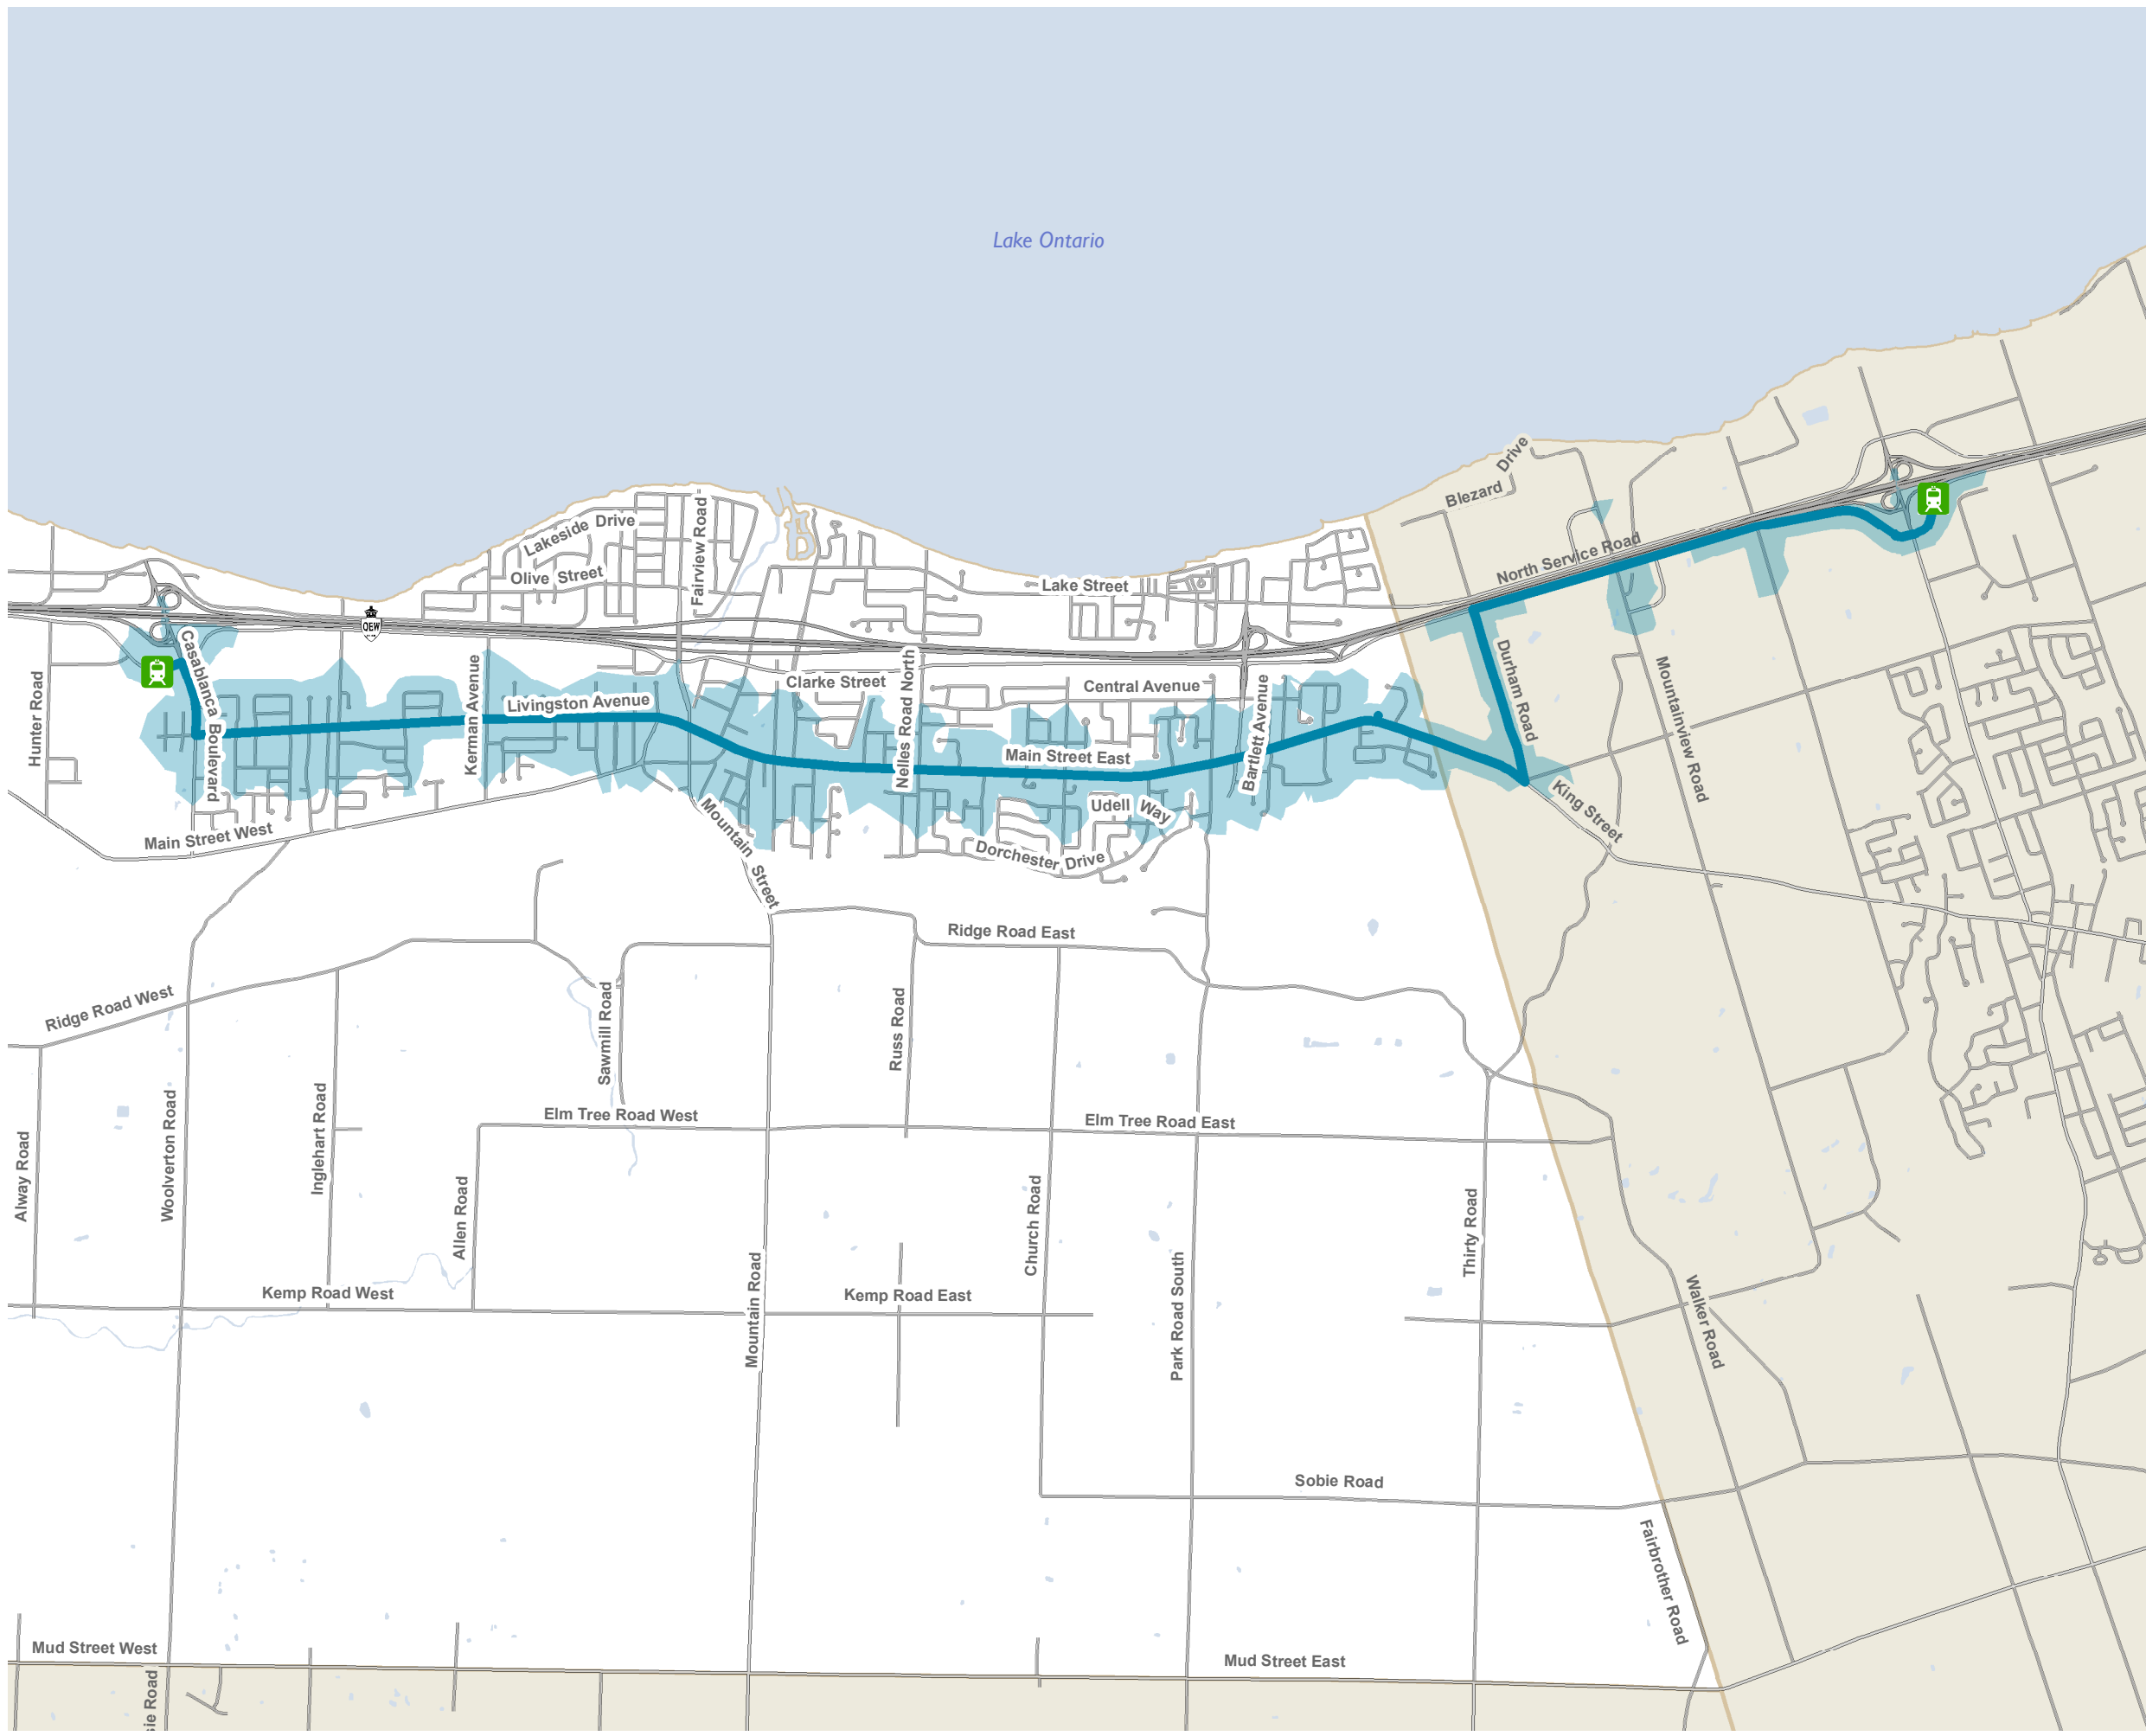 Lake Ontario
Drive
Blezard
Fairview Road
Lakeside Drive
North Service Road
Olive Street
Lake Street
QEW
Casablanca Boulevard
Hunter Road
Kerman Avenue
Livingston Avenue
Clarke Street
Nelles Road North
Central Avenue
Bartlett Avenue
Durham Road
Mountainview Road
Main Street East
King Street
Udell Way
Main Street West
Mountain Street
Dorchester Drive
Ridge Road East
Ridge Road West
Sawmill Road
Russ Road
Alway Road
Woolverton Road
Inglehart Road
Elm Tree Road West
Elm Tree Road East
Allen Road
Church Road
Thirty Road
Kemp Road West
Mountain Road
Kemp Road East
Park Road South
Walker Road
Sobie Road
Fairbrother Road
Mud Street West
Mud Street East
sie Road